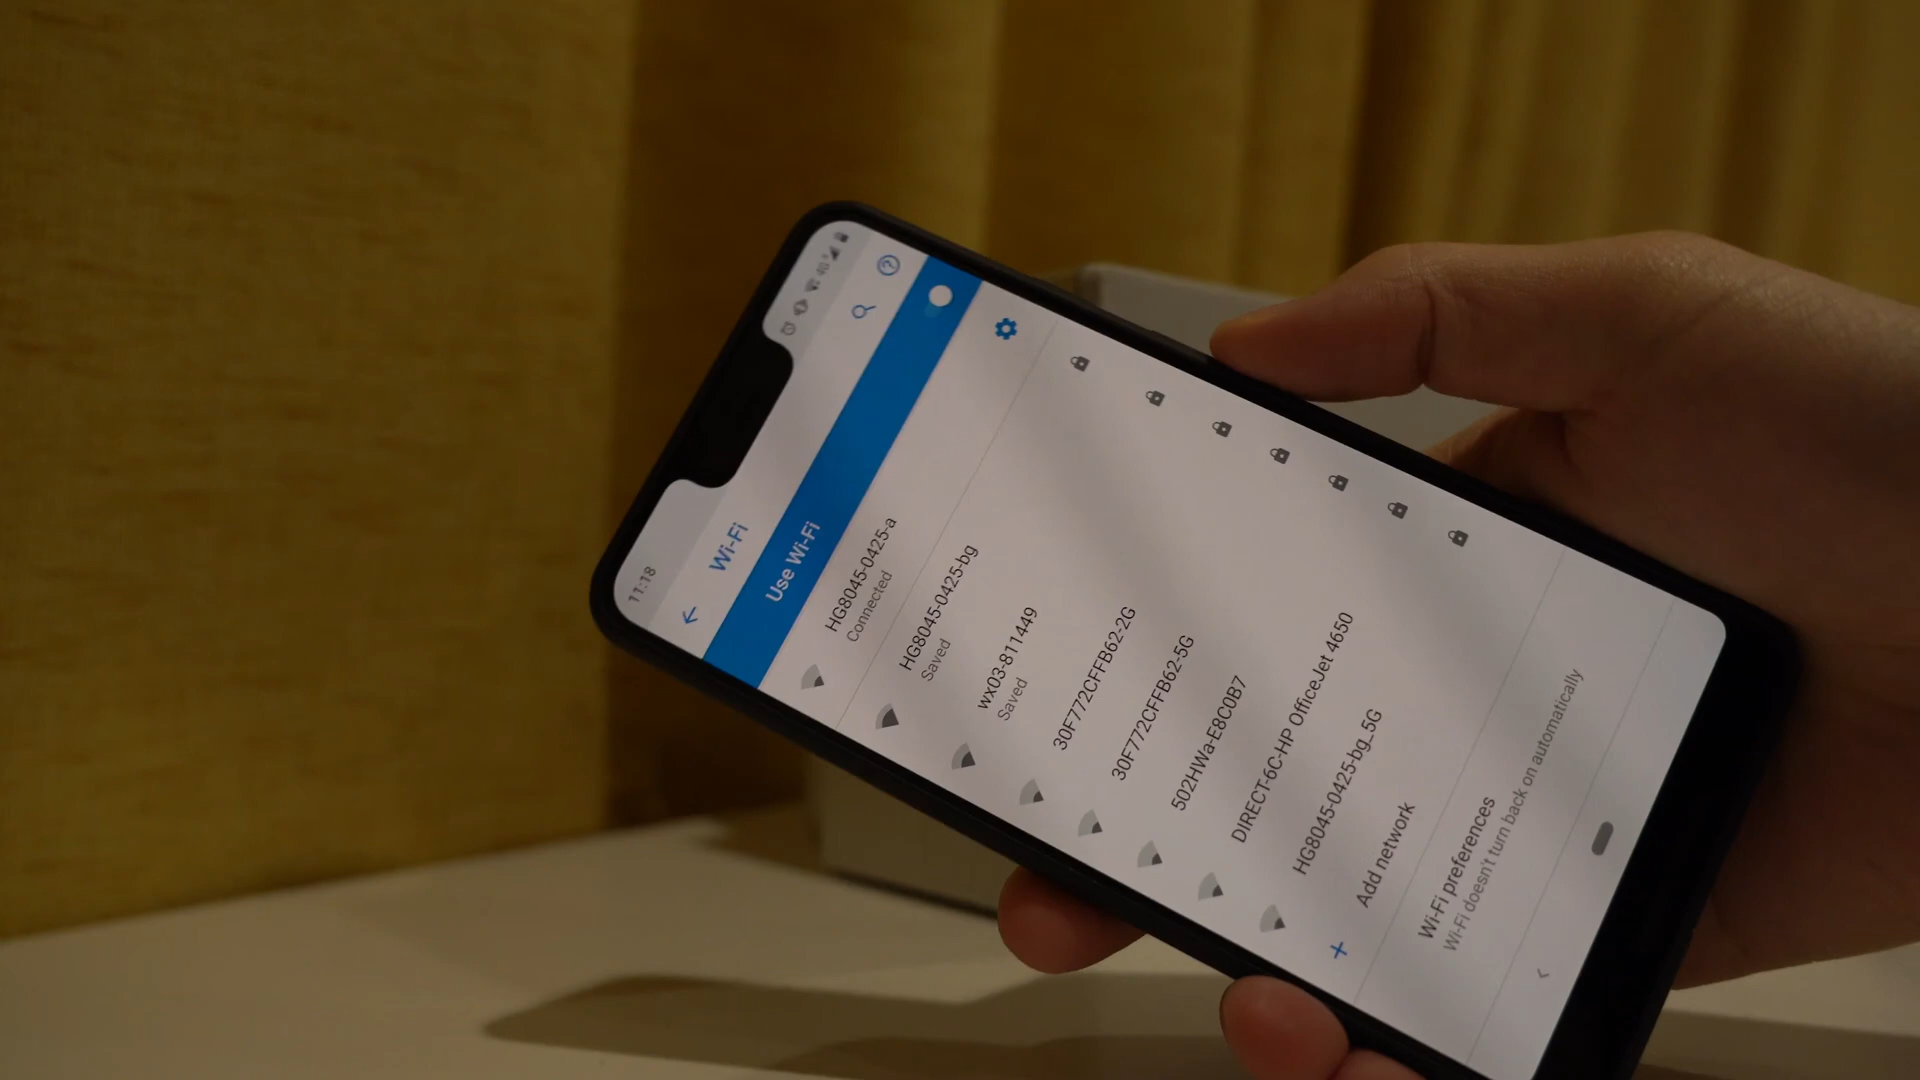 11:18
Wi-Fi
Use Wi-Fi
HG8045-0425-a
Connected
HG8045-0425-bg
Saved
wx03-811449
Saved
30F772CFFB62-2G
30F772CFFB62-5G
502HWa-E8C0B7
DIRECT-6C-HP OfficeJet 4650
HG8045-0425-bg_5G
Add network
Wi-Fi preferences
Wi-Fi doesn't turn back on automatically